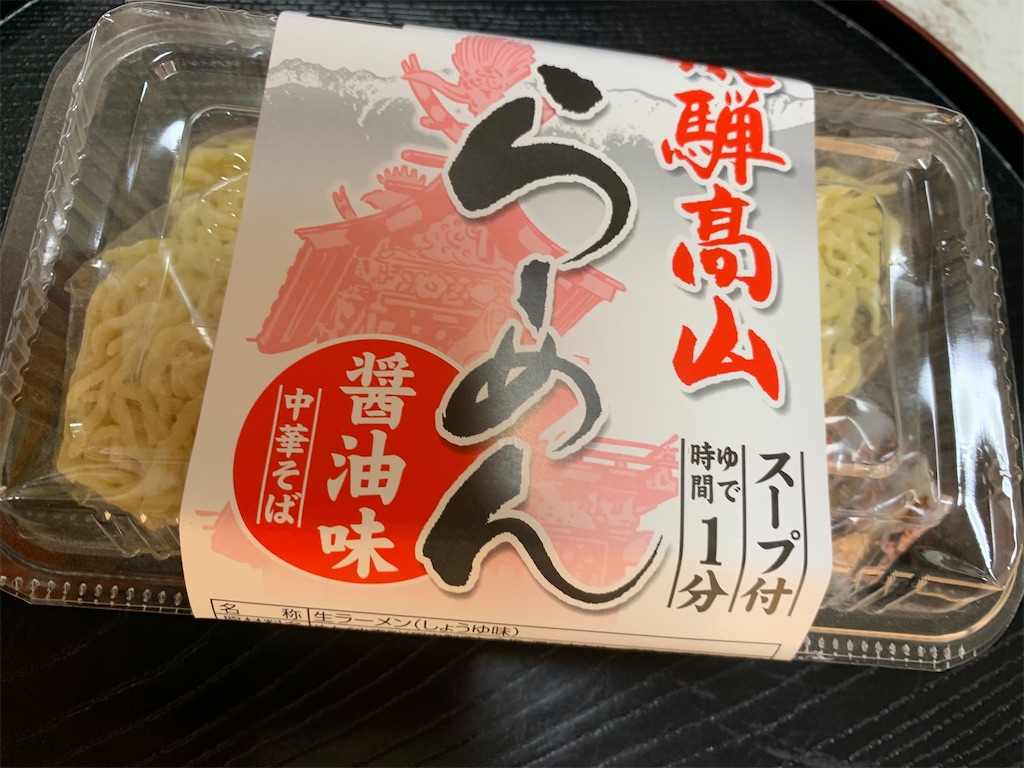 飛騨高山
らーめん
醤油味
中華そば
スープ付
ゆで時間1分
名 称 生ラーメン(しょうゆ味)